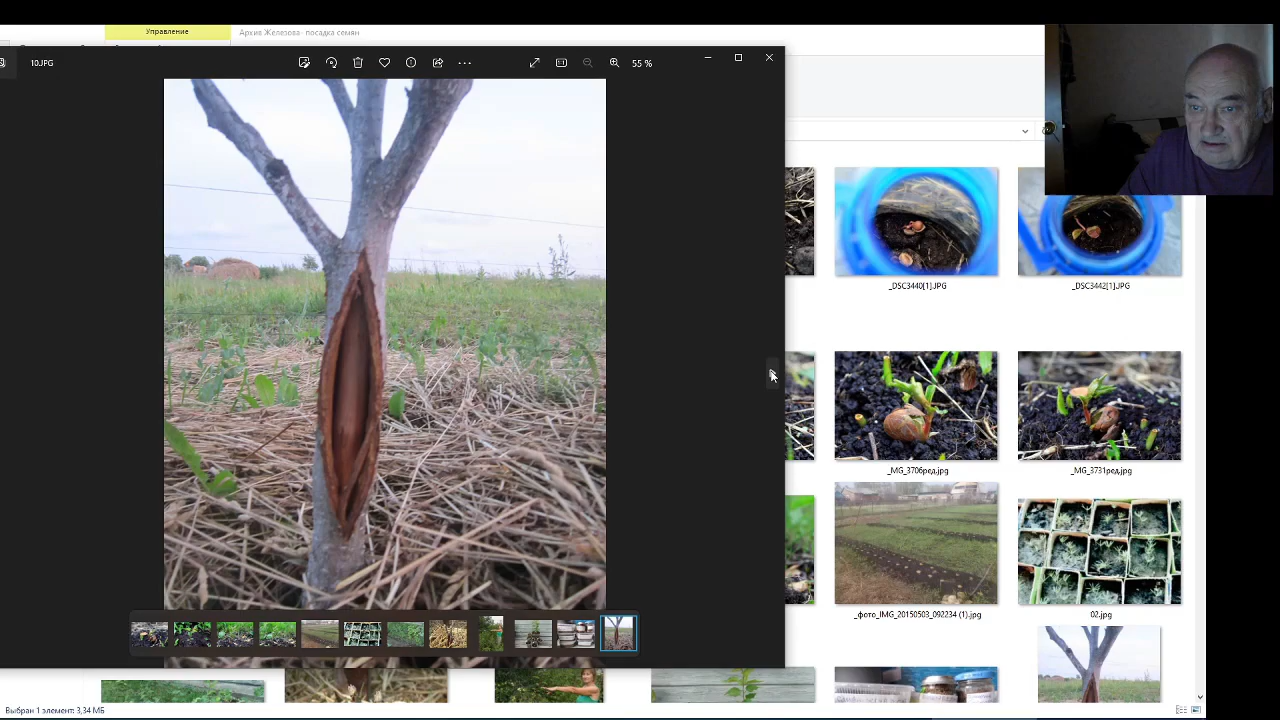 Управление
Архив Железова- посадка семян
10.JPG
55 %
_DSC3440[1].JPG
_DSC3442[1].JPG
_MG_3706ред.jpg
_MG_3731ред.jpg
_фото_IMG_20150503_092234 (1).jpg
02.jpg
Выбран 1 элемент: 3,34 МБ